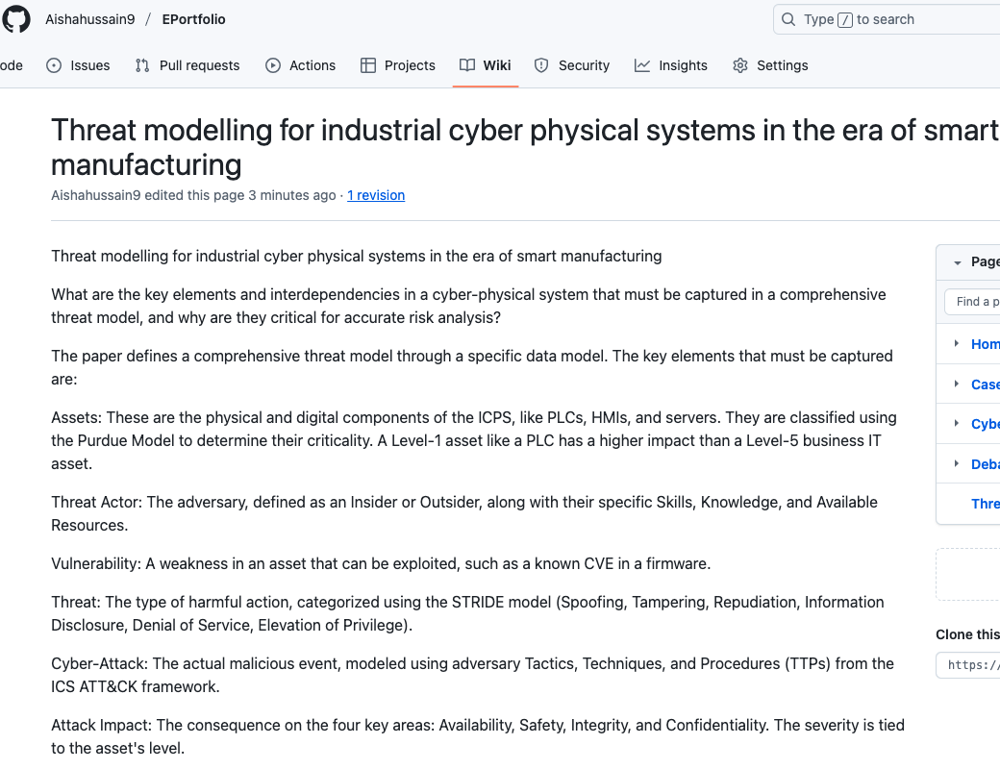 Aishahussain9 / EPortfolio
Type / to search
ode Issues Pull requests Actions Projects Wiki Security Insights Settings
Threat modelling for industrial cyber physical systems in the era of smart
manufacturing
Aishahussain9 edited this page 3 minutes ago · 1 revision
Threat modelling for industrial cyber physical systems in the era of smart manufacturing
What are the key elements and interdependencies in a cyber-physical system that must be captured in a comprehensive
threat model, and why are they critical for accurate risk analysis?
The paper defines a comprehensive threat model through a specific data model. The key elements that must be captured
are:
Assets: These are the physical and digital components of the ICPS, like PLCs, HMIs, and servers. They are classified using
the Purdue Model to determine their criticality. A Level-1 asset like a PLC has a higher impact than a Level-5 business IT
asset.
Threat Actor: The adversary, defined as an Insider or Outsider, along with their specific Skills, Knowledge, and Available
Resources.
Vulnerability: A weakness in an asset that can be exploited, such as a known CVE in a firmware.
Threat: The type of harmful action, categorized using the STRIDE model (Spoofing, Tampering, Repudiation, Information
Disclosure, Denial of Service, Elevation of Privilege).
Cyber-Attack: The actual malicious event, modeled using adversary Tactics, Techniques, and Procedures (TTPs) from the
ICS ATT&CK framework.
Attack Impact: The consequence on the four key areas: Availability, Safety, Integrity, and Confidentiality. The severity is tied
to the asset's level.
Page
Find a p
Hom
Case
Cybe
Deba
Thre
Clone this
https:/